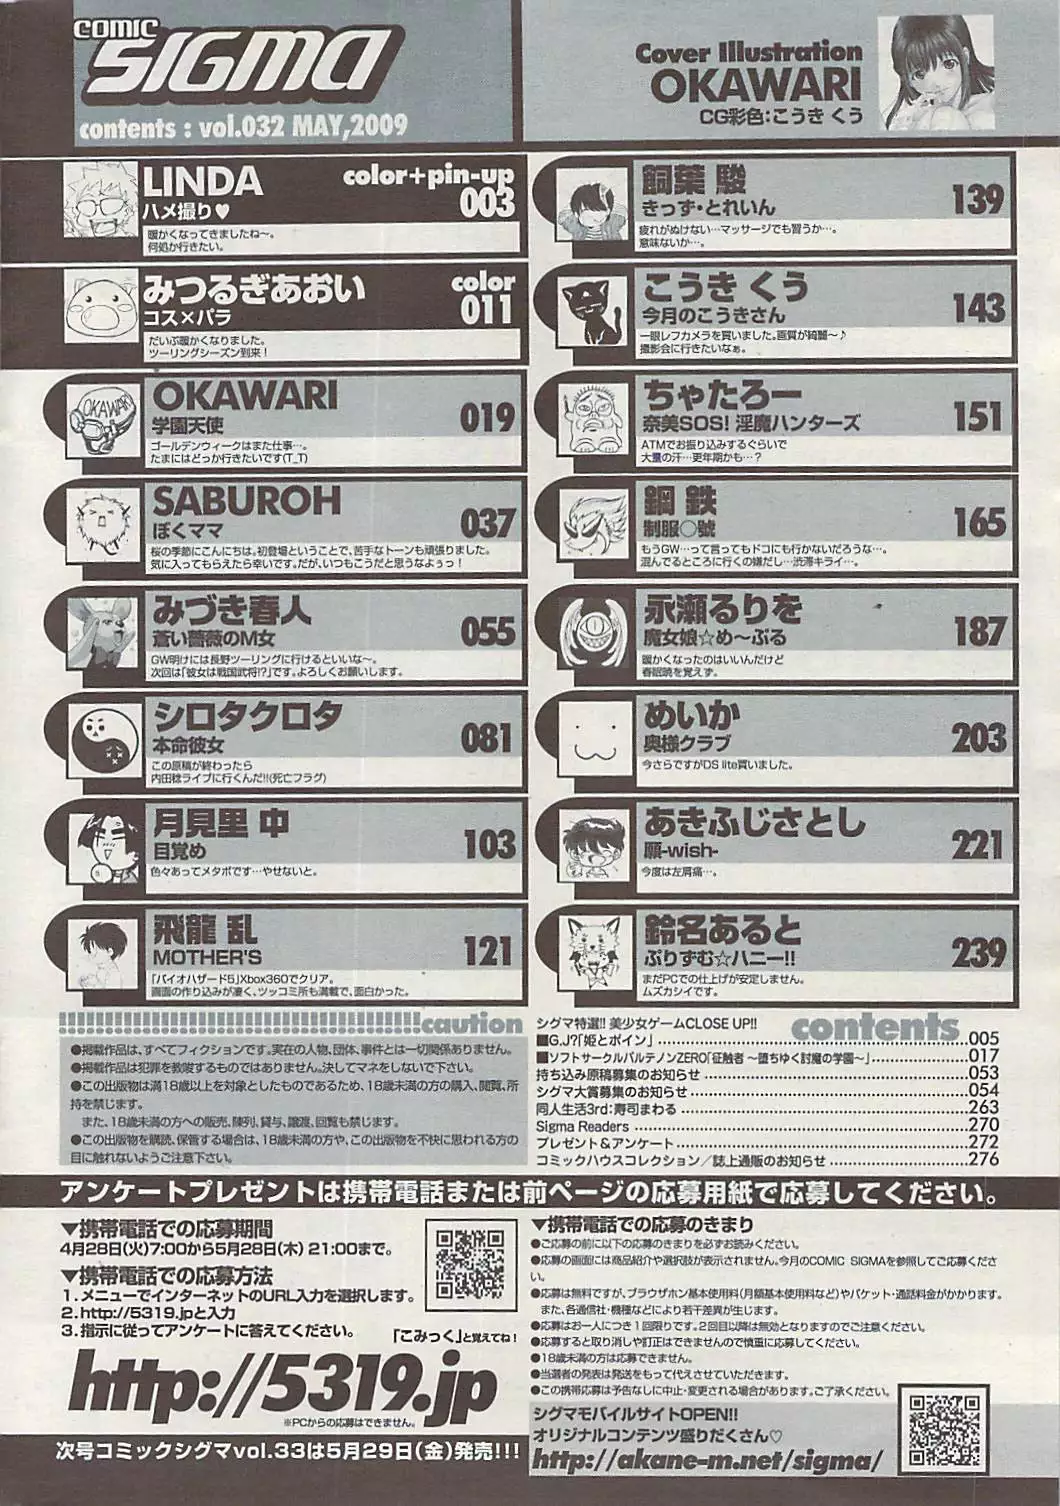 COMIC SIGMA
contents : vol.032 MAY,2009
Cover Illustration
OKAWARI
CG彩色:こうき くう
LINDA
color+pin-up
ハメ撮り♥
003
暖かくなってきましたね〜。
何処か行きたい。
みつるぎあおい
color
コス×パラ
011
だいぶ暖かくなりました。
ツーリングシーズン到来!
OKAWARI
学園天使
019
ゴールデンウィークはまた仕事…。
たまにはどっか行きたいです(T_T)
SABUROH
ぼくママ
037
桜の季節にこんにちは。初登場ということで、苦手なトーンも頑張りました。
気に入ってもらえたら幸いです。だが、いつもこうだと思うなよぅっ!
みづき春人
蒼い薔薇のM女
055
GW明けには長野ツーリングに行けるといいな〜。
次回は「彼女は戦国武将!?」です。よろしくお願いします。
シロタクロタ
本命彼女
081
この原稿が終わったら
内田稔ライブに行くんだ!!(死亡フラグ)
月見里 中
目覚め
103
色々あってメタボです…やせないと。
飛龍 乱
MOTHER'S
121
「バイオハザード5」Xbox360でクリア。
画面の作り込みが凄く、ツッコミ所も満載で、面白かった。
飼葉 駿
きっず・とれいん
139
疲れがぬけない…マッサージでも習うか…。
意味ないか…。
こうき くう
今月のこうきさん
143
一眼レフカメラを買いました。画質が綺麗〜♪
撮影会に行きたいなぁ。
ちゃたろー
奈美SOS! 淫魔ハンターズ
151
ATMでお振り込みするぐらいで
大量の汗…更年期かも…?
鋼 鉄
制服○號
165
もうGW…って言ってもドコにも行かないだろうな…。
混んでるところに行くの嫌だし…渋滞キライ…。
永瀬るりを
魔女娘☆め〜ぷる
187
暖かくなったのはいいんだけど
春眠暁を覚えず。
めいか
奥様クラブ
203
今さらですがDS lite買いました。
あきふじさとし
願-wish-
221
今度は左肩痛…。
鈴名あると
ぷりずむ☆ハニー!!
239
まだPCでの仕上げが安定しません。
ムズカシイです。
!!!!!!!!!!!!!!!!!!!!!!!!!!!!!!!!!!!!!!!!caution
●掲載作品は、すべてフィクションです。実在の人物、団体、事件とは一切関係ありません。
●掲載作品は犯罪を教唆するものではありません。決してマネをしないで下さい。
●この出版物は満18歳以上を対象としたものであるため、18歳未満の方の購入、閲覧、所
持を禁じます。
また、18歳未満の方への販売、陳列、貸与、譲渡、回覧も禁じます。
●この出版物を購読、保管する場合は、18歳未満の方や、この出版物を不快に思われる方の
目に触れないようご注意下さい。
シグマ特選!! 美少女ゲームCLOSE UP!!
contents
■G.J?「姫とボイン」 005
■ソフトサークルパルテノンZERO「征触者 〜堕ちゆく討魔の学園〜」 017
持ち込み原稿募集のお知らせ 053
シグマ大賞募集のお知らせ 054
同人生活3rd:寿司まわる 263
Sigma Readers 270
プレゼント&アンケート 272
コミックハウスコレクション/誌上通販のお知らせ 276
アンケートプレゼントは携帯電話または前ページの応募用紙で応募してください。
▼携帯電話での応募期間
4月28日(火)7:00から5月28日(木) 21:00まで。
▼携帯電話での応募方法
1.メニューでインターネットのURL入力を選択します。
2.http://5319.jpと入力
3.指示に従ってアンケートに答えてください。
「こみっく」と覚えてね!
http://5319.jp
※PCからの応募はできません。
次号コミックシグマvol.33は5月29日(金)発売!!!
▼携帯電話での応募のきまり
●ご応募の前に以下の応募のきまりを必ずお読みください。
●応募の画面には商品紹介や選択肢が表示されません。今月のCOMIC SIGMAを参照してご応募くださ
い。
●応募は無料ですが、ブラウザホン基本使用料(月額基本使用料など)やパケット・通話料金がかかります。
また、各通信社・機種などにより若干差異が生じます。
●応募はお一人につき1回限りです。2回目以降は無効となりますのでご注意ください。
●応募すると取り消しや訂正はできませんので慎重に応募してください。
●18歳未満の方は応募できません。
●当選者の発表は発送をもって代えさせていただきます。
●この携帯応募は予告なしに中止・変更される場合があります。ご了承ください。
シグマモバイルサイトOPEN!!
オリジナルコンテンツ盛りだくさん♡
http://akane-m.net/sigma/